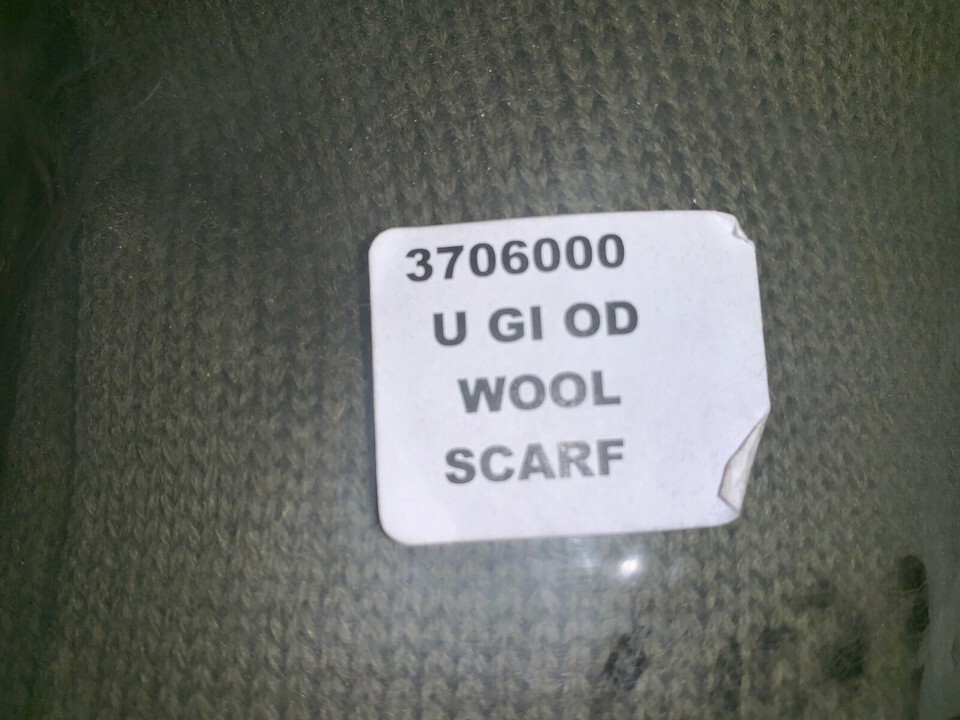 3706000
U GI OD
WOOL
SCARF